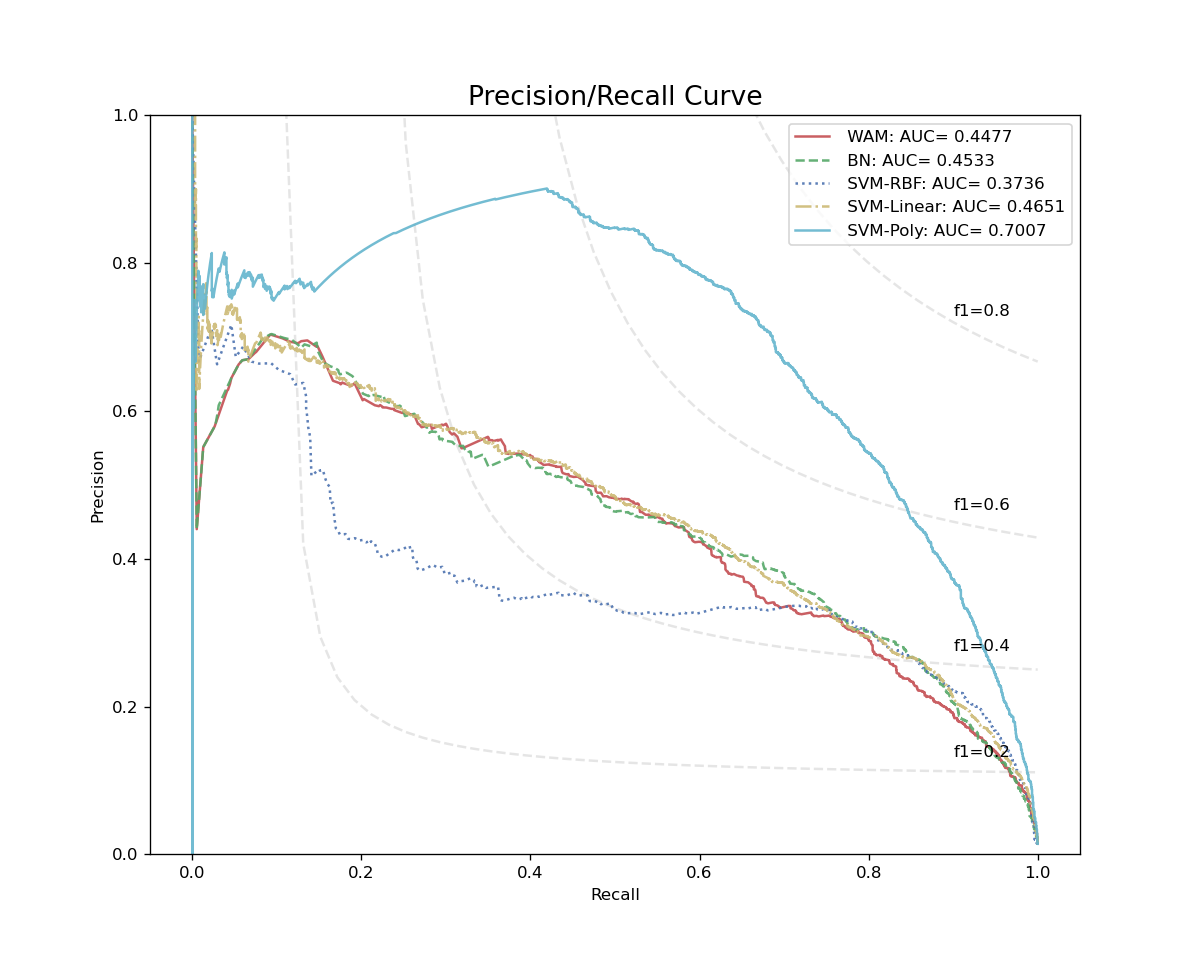 Precision/Recall Curve
1.0
WAM: AUC= 0.4477
BN: AUC= 0.4533
SVM-RBF: AUC= 0.3736
SVM-Linear: AUC= 0.4651
SVM-Poly: AUC= 0.7007
0.8
f1=0.8
0.6
Precision
f1=0.6
0.4
f1=0.4
0.2
f1=0.2
0.0
0.0 0.2 0.4 0.6 0.8 1.0
Recall